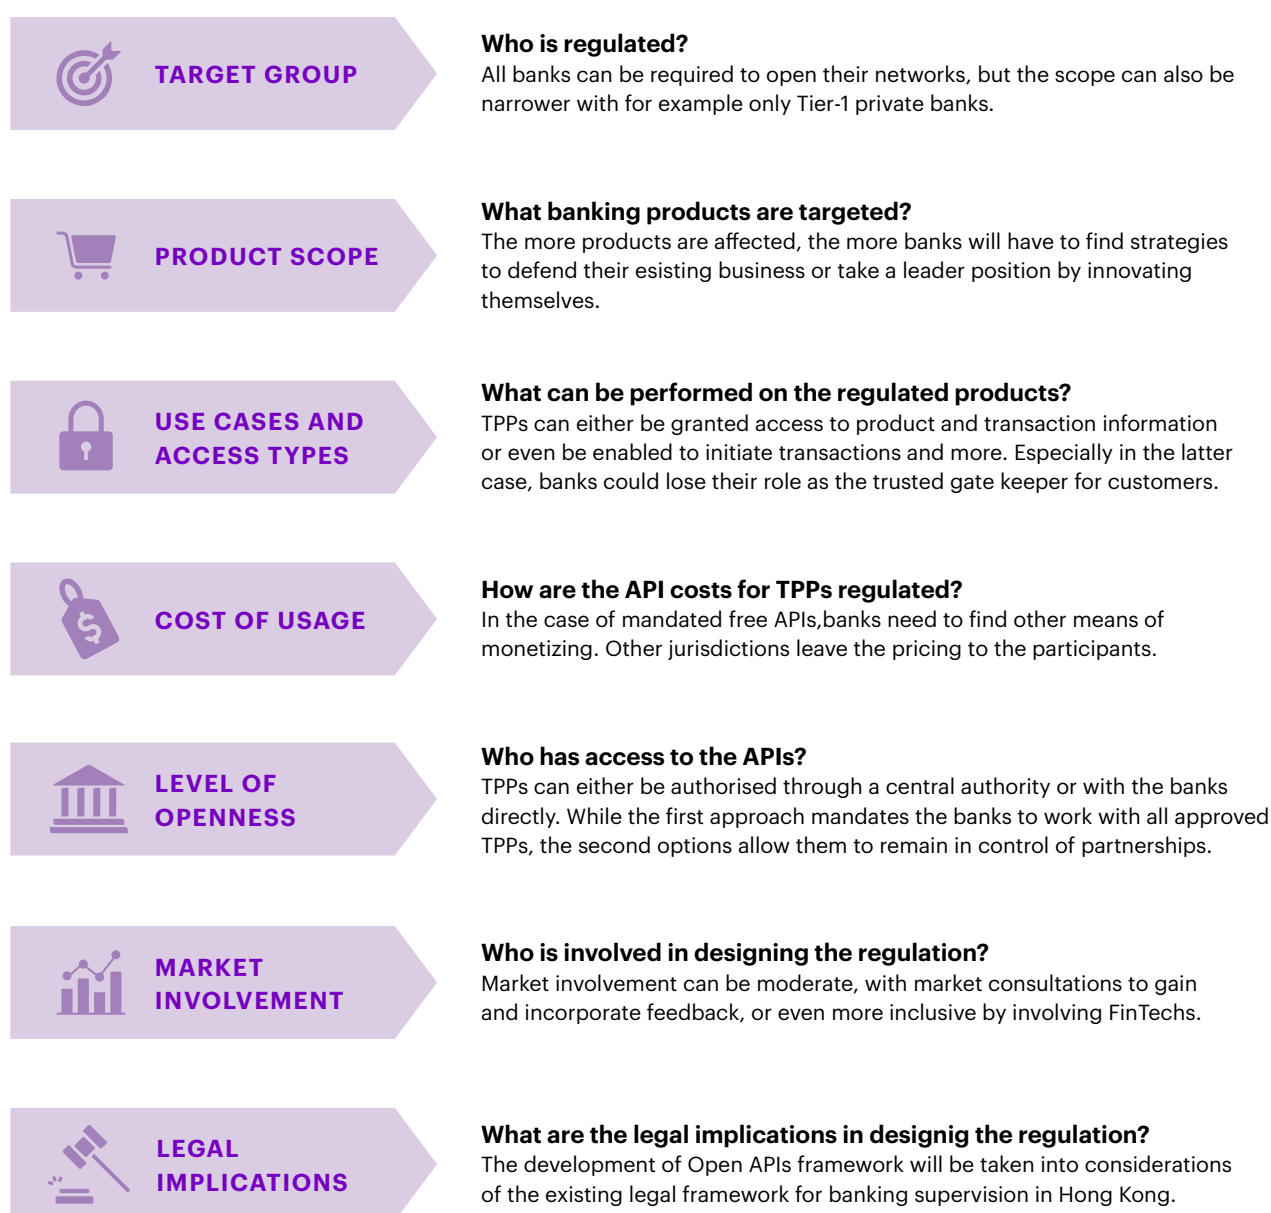 TARGET GROUP
Who is regulated?
All banks can be required to open their networks, but the scope can also be
narrower with for example only Tier-1 private banks.
PRODUCT SCOPE
What banking products are targeted?
The more products are affected, the more banks will have to find strategies
to defend their esisting business or take a leader position by innovating
themselves.
USE CASES AND
ACCESS TYPES
What can be performed on the regulated products?
TPPs can either be granted access to product and transaction information
or even be enabled to initiate transactions and more. Especially in the latter
case, banks could lose their role as the trusted gate keeper for customers.
COST OF USAGE
How are the API costs for TPPs regulated?
In the case of mandated free APIs,banks need to find other means of
monetizing. Other jurisdictions leave the pricing to the participants.
LEVEL OF
OPENNESS
Who has access to the APIs?
TPPs can either be authorised through a central authority or with the banks
directly. While the first approach mandates the banks to work with all approved
TPPs, the second options allow them to remain in control of partnerships.
MARKET
INVOLVEMENT
Who is involved in designing the regulation?
Market involvement can be moderate, with market consultations to gain
and incorporate feedback, or even more inclusive by involving FinTechs.
LEGAL
IMPLICATIONS
What are the legal implications in designig the regulation?
The development of Open APIs framework will be taken into considerations
of the existing legal framework for banking supervision in Hong Kong.